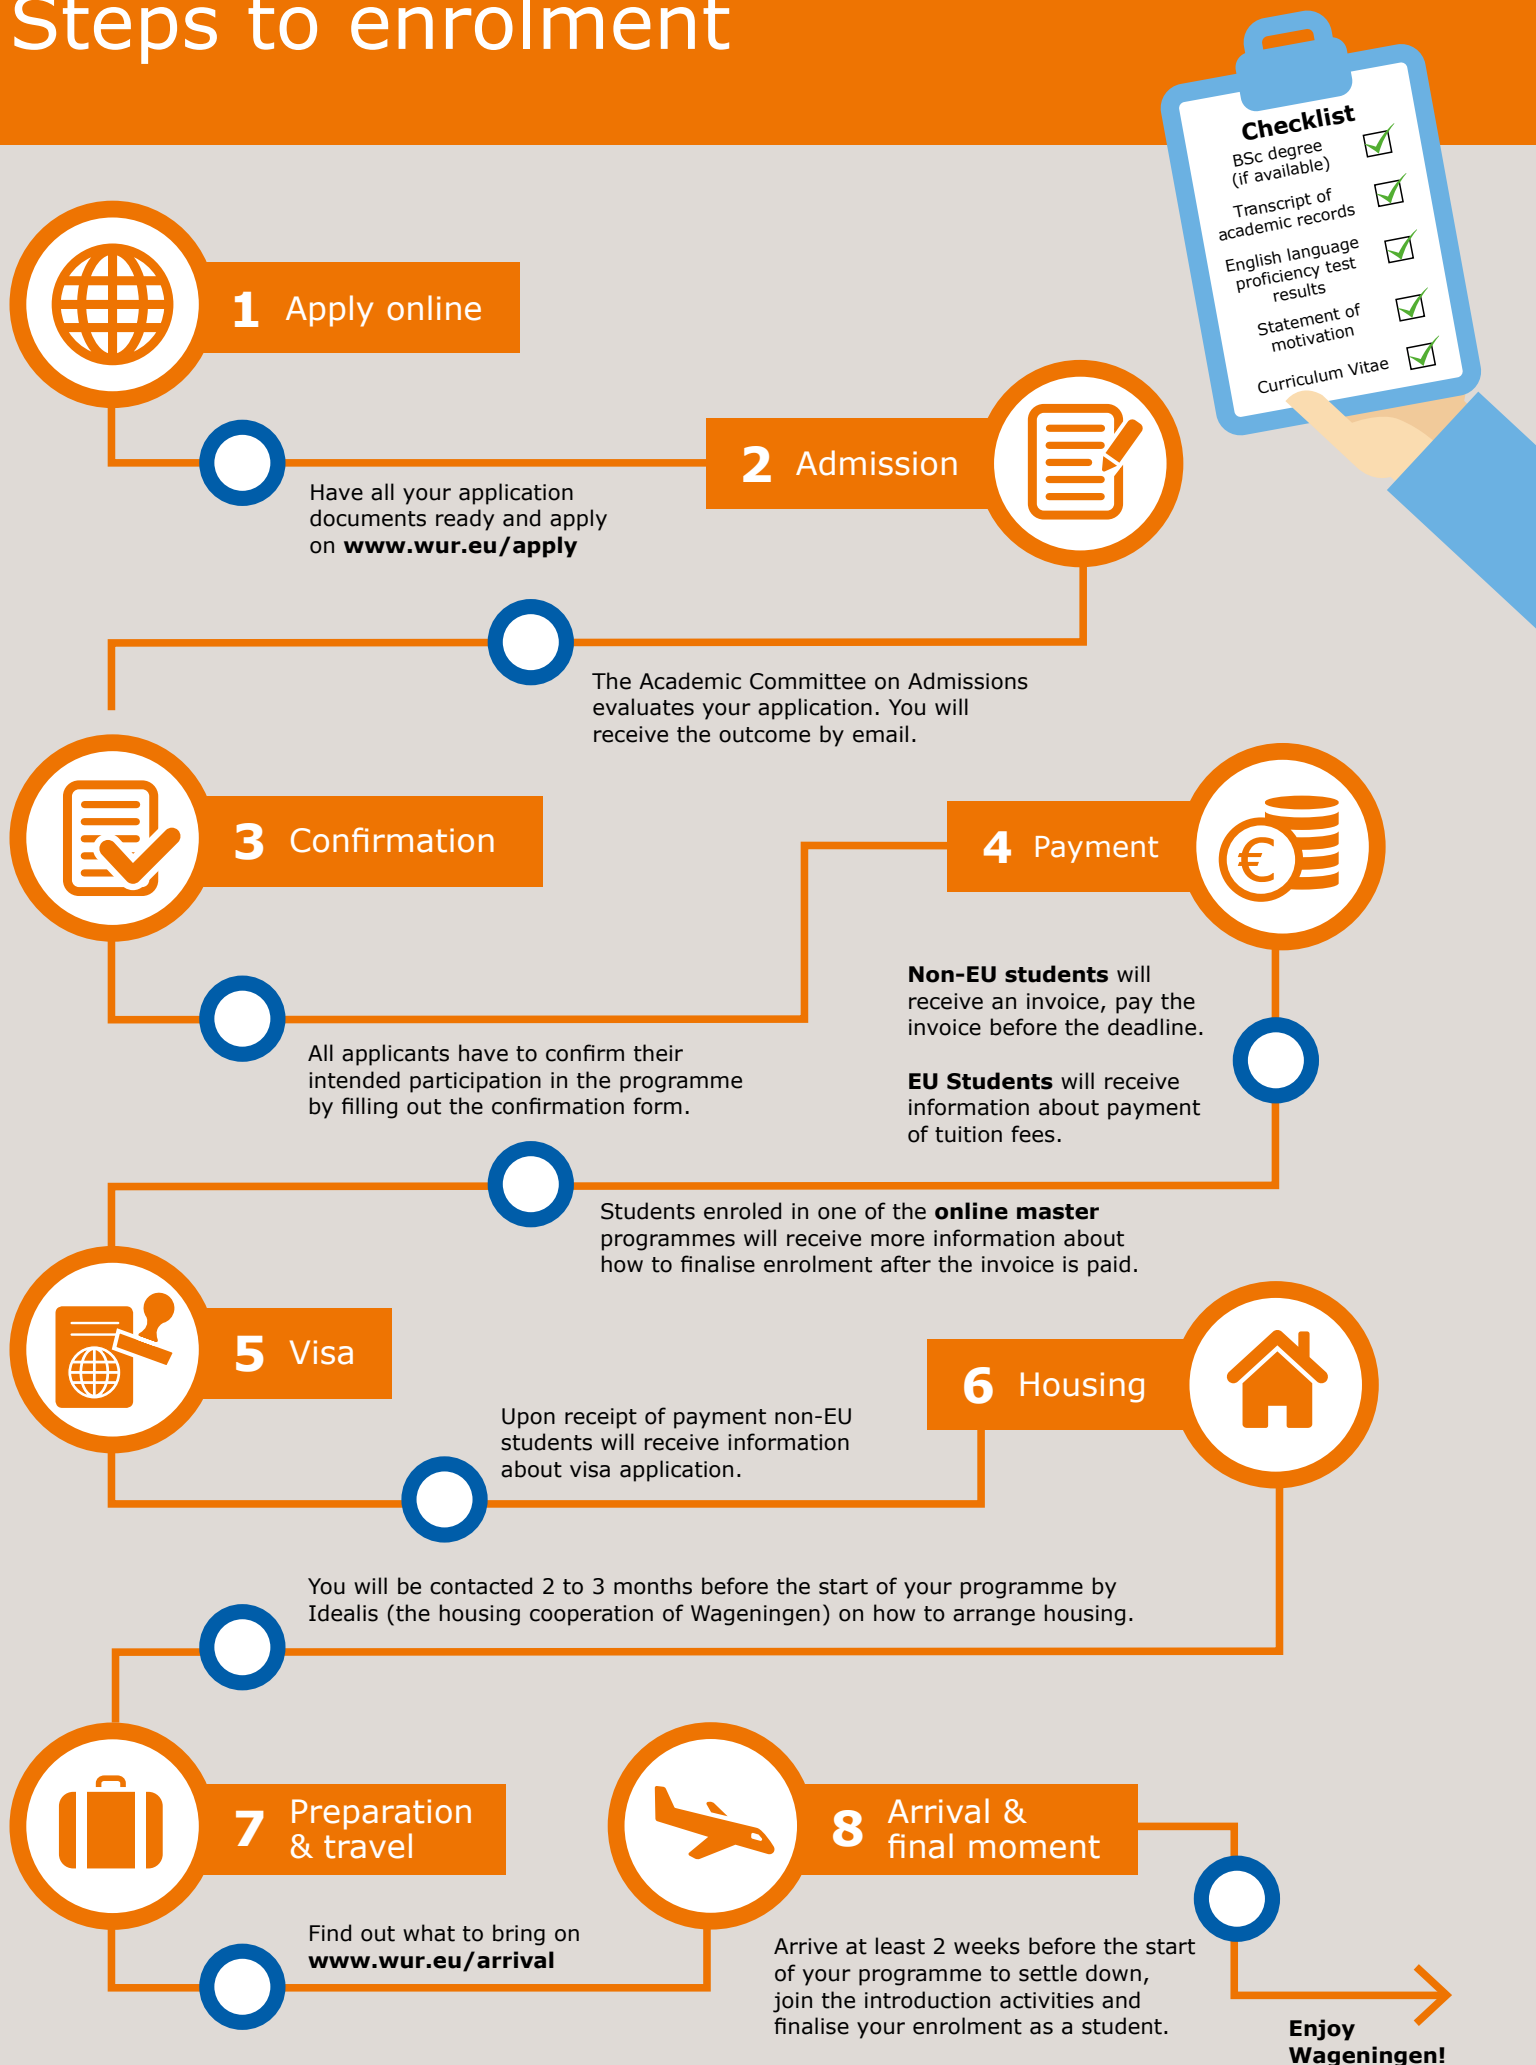 Steps to enrolment
Checklist
BSc degree
(if available)
Transcript of
academic records
English language
proficiency test
results
Statement of
motivation
Curriculum Vitae
1 Apply online
Have all your application
documents ready and apply
on www.wur.eu/apply
2 Admission
The Academic Committee on Admissions
evaluates your application. You will
receive the outcome by email.
3 Confirmation
All applicants have to confirm their
intended participation in the programme
by filling out the confirmation form.
4 Payment
€
Non-EU students will
receive an invoice, pay the
invoice before the deadline.
EU Students will receive
information about payment
of tuition fees.
Students enroled in one of the online master
programmes will receive more information about
how to finalise enrolment after the invoice is paid.
5 Visa
Upon receipt of payment non-EU
students will receive information
about visa application.
6 Housing
You will be contacted 2 to 3 months before the start of your programme by
Idealis (the housing cooperation of Wageningen) on how to arrange housing.
7 Preparation
& travel
Find out what to bring on
www.wur.eu/arrival
8 Arrival &
final moment
Arrive at least 2 weeks before the start
of your programme to settle down,
join the introduction activities and
finalise your enrolment as a student.
Enjoy
Wageningen!